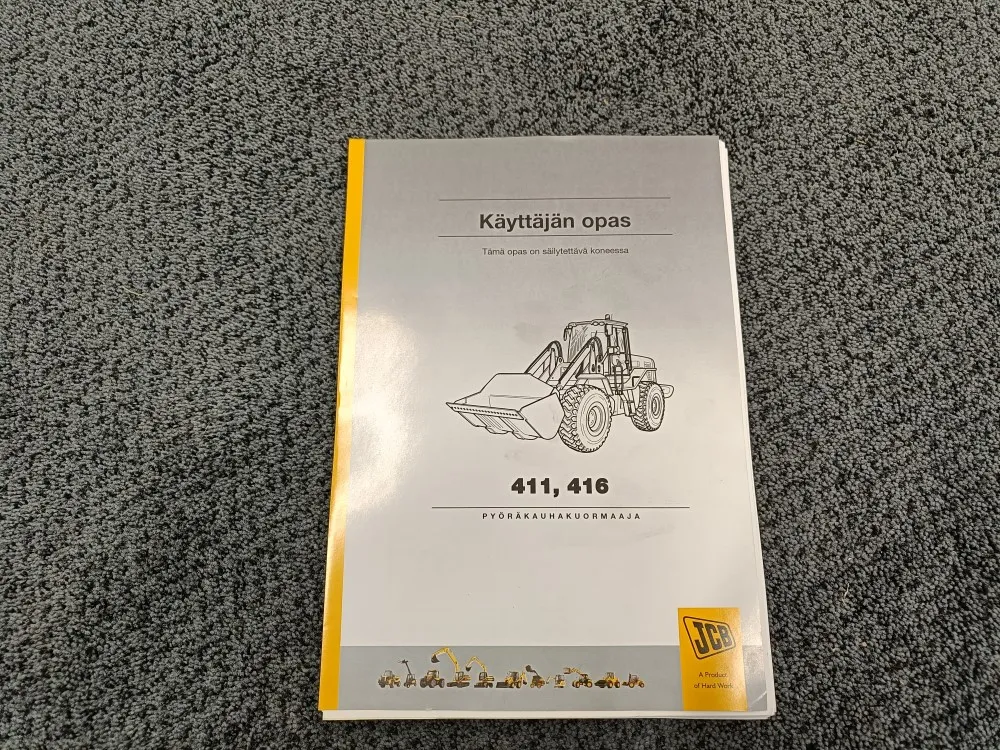 Käyttäjän opas
Tämä opas on säilytettävä koneessa
411, 416
PYÖRÄKAUHAKUORMAAJA
JCB
A Product
of Hard Work